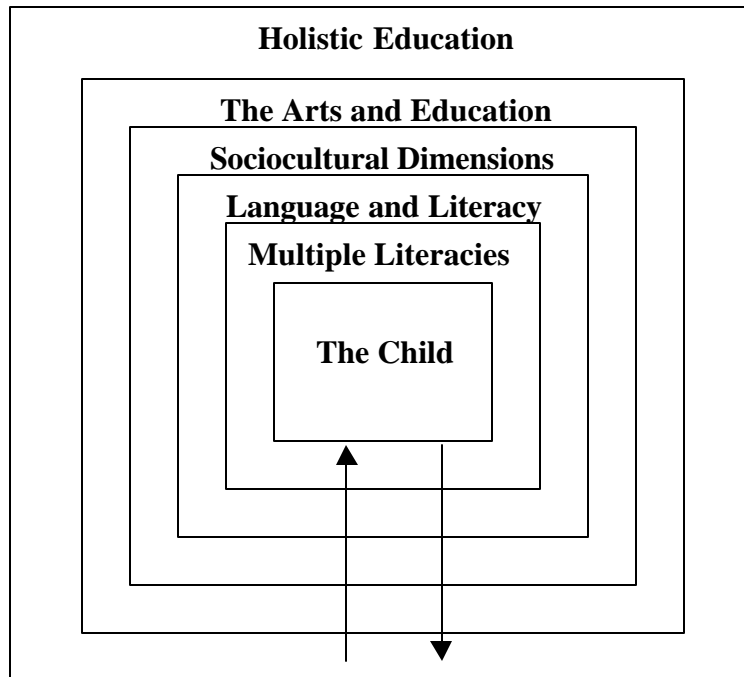 Holistic Education
The Arts and Education
Sociocultural Dimensions
Language and Literacy
Multiple Literacies
The Child